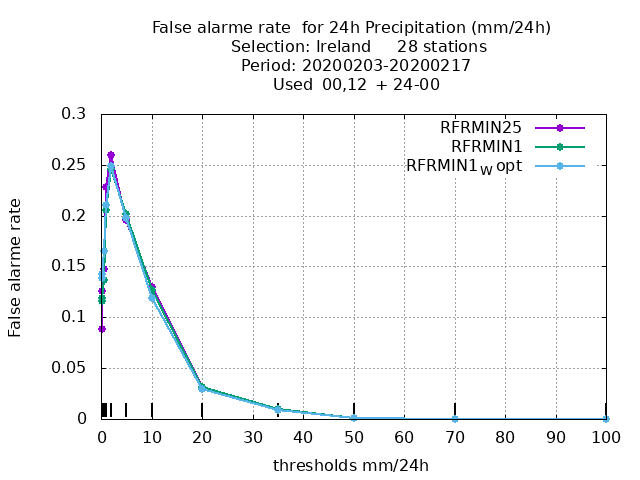 False alarme rate  for 24h Precipitation (mm/24h)
Selection: Ireland     28 stations
Period: 20200203-20200217
Used  00,12  + 24-00
RFRMIN25
RFRMIN1
RFRMIN1W opt
False alarme rate
0.3
0.25
0.2
0.15
0.1
0.05
0
0 10 20 30 40 50 60 70 80 90 100
thresholds mm/24h